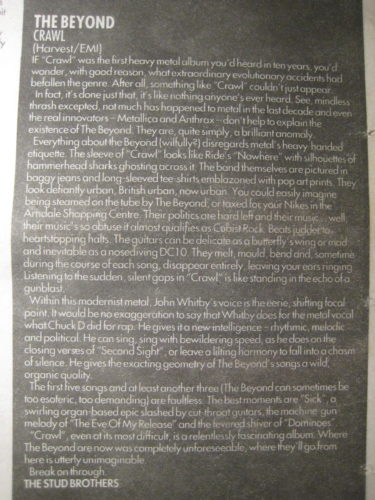 THE BEYOND
CRAWL
(Harvest/EMI)
IF "Crawl" was the first heavy metal album you'd heard in ten years, you'd
wonder, with good reason, what extraordinary evolutionary accidents had
befallen the genre. After all, something like "Crawl" couldn't just appear.
In fact, it's done just that, it's like nothing anyone's ever heard. See, mindless
thrash excepted, not much has happened to metal in the last decade and even
the real innovators – Metallica and Anthrax – don't help to explain the
existence of The Beyond. They are, quite simply, a brilliant anomaly.
Everything about the Beyond (wilfully?) disregards metal's heavy-handed
etiquette. The sleeve of "Crawl" looks like Ride's "Nowhere" with silhouettes of
hammerhead sharks ghosting across it. The band themselves are pictured in
baggy jeans and long-sleeved tee-shirts emblazoned with pop art prints. They
look defiantly urban, British urban, now urban. You could easily imagine
being steamed on the tube by The Beyond, or taxed for your Nikes in the
Arndale Shopping Centre. Their politics are hard left and their music . . . well,
their music's so obtuse it almost qualifies as Cubist Rock. Beats judder to
heartstopping halts. The guitars can be delicate as a butterfly's wing or mad
and inevitable as a nosediving DC10. They melt, mould, bend and, sometime
during the course of each song, disappear entirely, leaving your ears ringing.
Listening to the sudden, silent gaps in "Crawl" is like standing in the echo of a
gunblast.
Within this modernist metal, John Whitby's voice is the eerie, shifting focal
point. It would be no exaggeration to say that Whitby does for the metal vocal
what Chuck D did for rap. He gives it a new intelligence – rhythmic, melodic
and political. He can sing, sing with bewildering speed, as he does on the
closing verses of "Second Sight", or leave a lilting harmony to fall into a chasm
of silence. He gives the exacting geometry of The Beyond's songs a wild,
organic quality.
The first five songs and at least another three (The Beyond can sometimes be
too esoteric, too demanding) are faultless. The best moments are "Sick", a
swirling organ-based epic slashed by cut-throat guitars, the machine-gun
melody of "The Eve Of My Release" and the fevered shiver of "Dominoes".
"Crawl", even at its most difficult, is a relentlessly fascinating album. Where
The Beyond are now was completely unforeseeable, where they'll go from
here is utterly unimaginable.
Break on through.
THE STUD BROTHERS